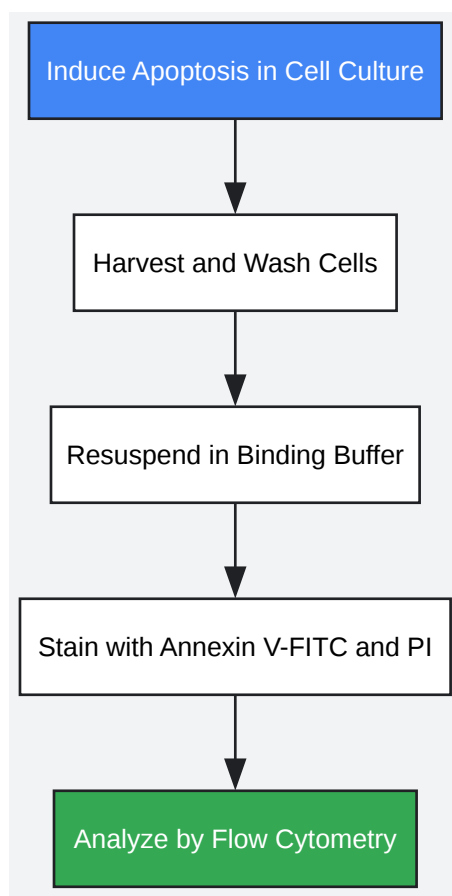 Induce Apoptosis in Cell Culture
Harvest and Wash Cells
Resuspend in Binding Buffer
Stain with Annexin V-FITC and PI
Analyze by Flow Cytometry